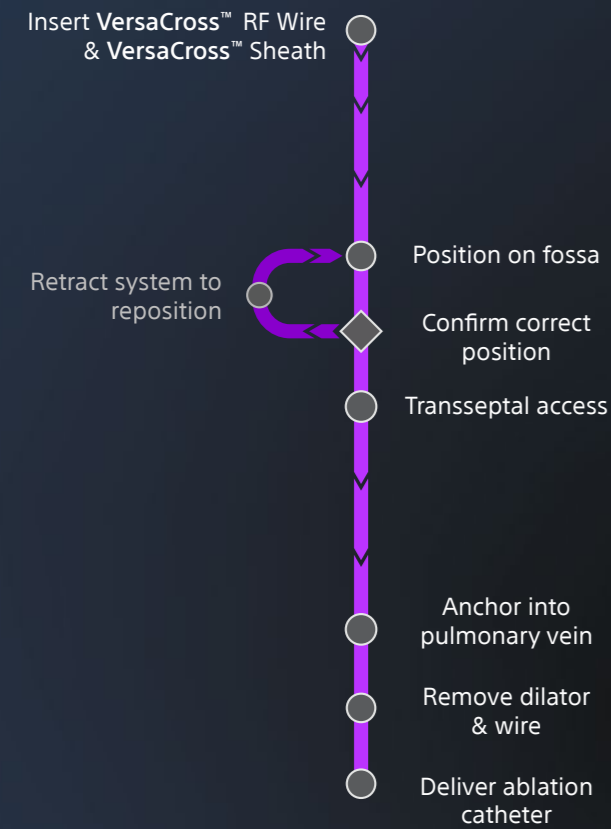 Insert VersaCross™ RF Wire
& VersaCross™ Sheath
Position on fossa
Retract system to
reposition
Confirm correct
position
Transseptal access
Anchor into
pulmonary vein
Remove dilator
& wire
Deliver ablation
catheter